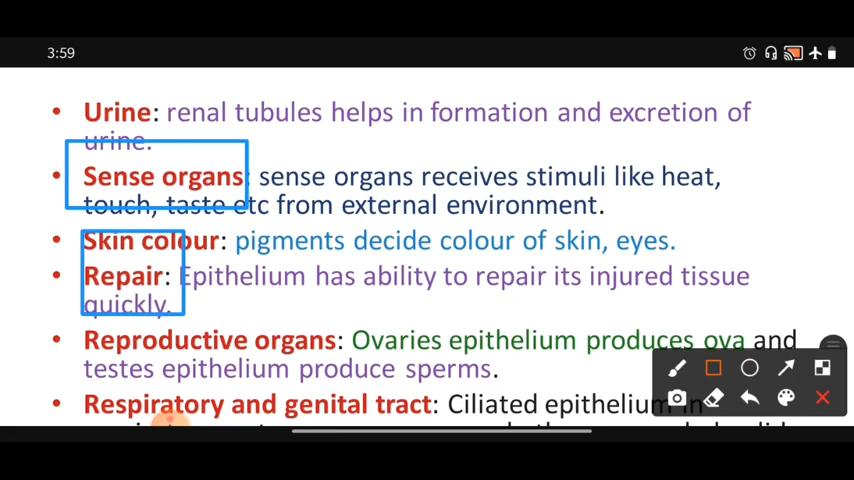 3:59
• Urine: renal tubules helps in formation and excretion of
urine.
• Sense organs: sense organs receives stimuli like heat,
touch, taste etc from external environment.
• Skin colour: pigments decide colour of skin, eyes.
• Repair: Epithelium has ability to repair its injured tissue
quickly.
• Reproductive organs: Ovaries epithelium produces ova and
testes epithelium produce sperms.
• Respiratory and genital tract: Ciliated epithelium in